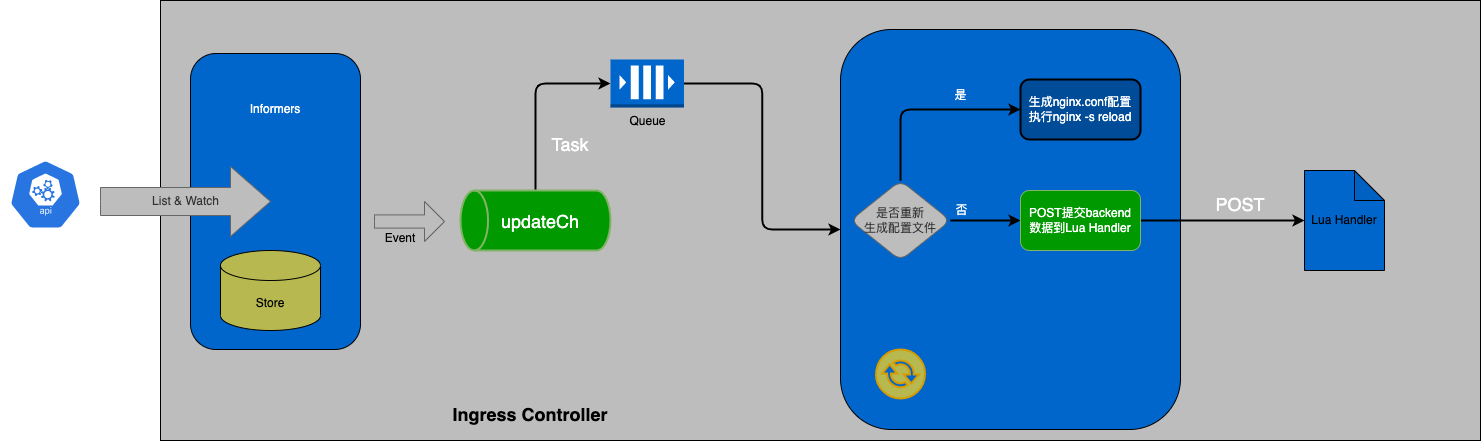 api
List & Watch
Informers
Store
Event
updateCh
Task
Queue
是否重新
生成配置文件
是
生成nginx.conf配置
执行nginx -s reload
否
POST提交backend
数据到Lua Handler
POST
Lua Handler
Ingress Controller